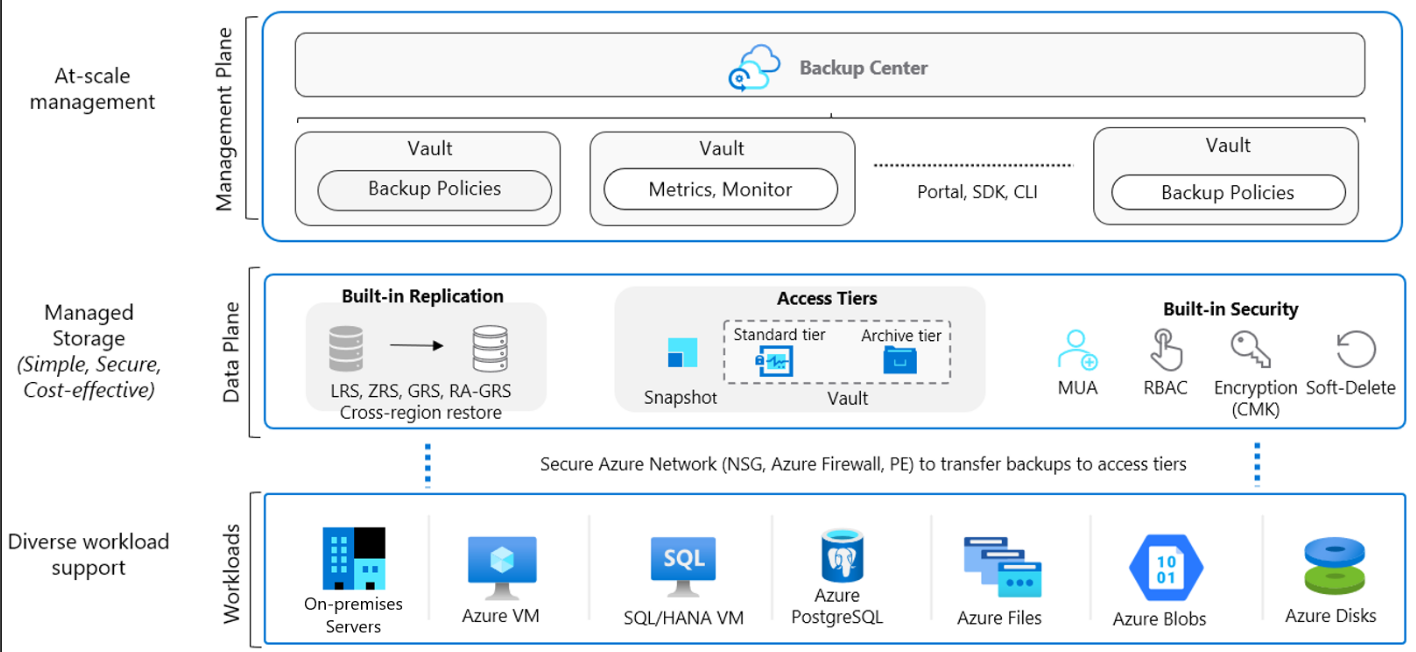 At-scale
management
Management Plane
Backup Center
Vault
Backup Policies
Vault
Metrics, Monitor
Portal, SDK, CLI
Vault
Backup Policies
Managed
Storage
(Simple, Secure,
Cost-effective)
Data Plane
Built-in Replication
LRS, ZRS, GRS, RA-GRS
Cross-region restore
Access Tiers
Snapshot
Standard tier
Archive tier
Vault
Built-in Security
MUA
RBAC
Encryption
(CMK)
Soft-Delete
Secure Azure Network (NSG, Azure Firewall, PE) to transfer backups to access tiers
Diverse workload
support
Workloads
On-premises
Servers
Azure VM
SQL
SQL/HANA VM
Azure
PostgreSQL
Azure Files
10
01
Azure Blobs
Azure Disks